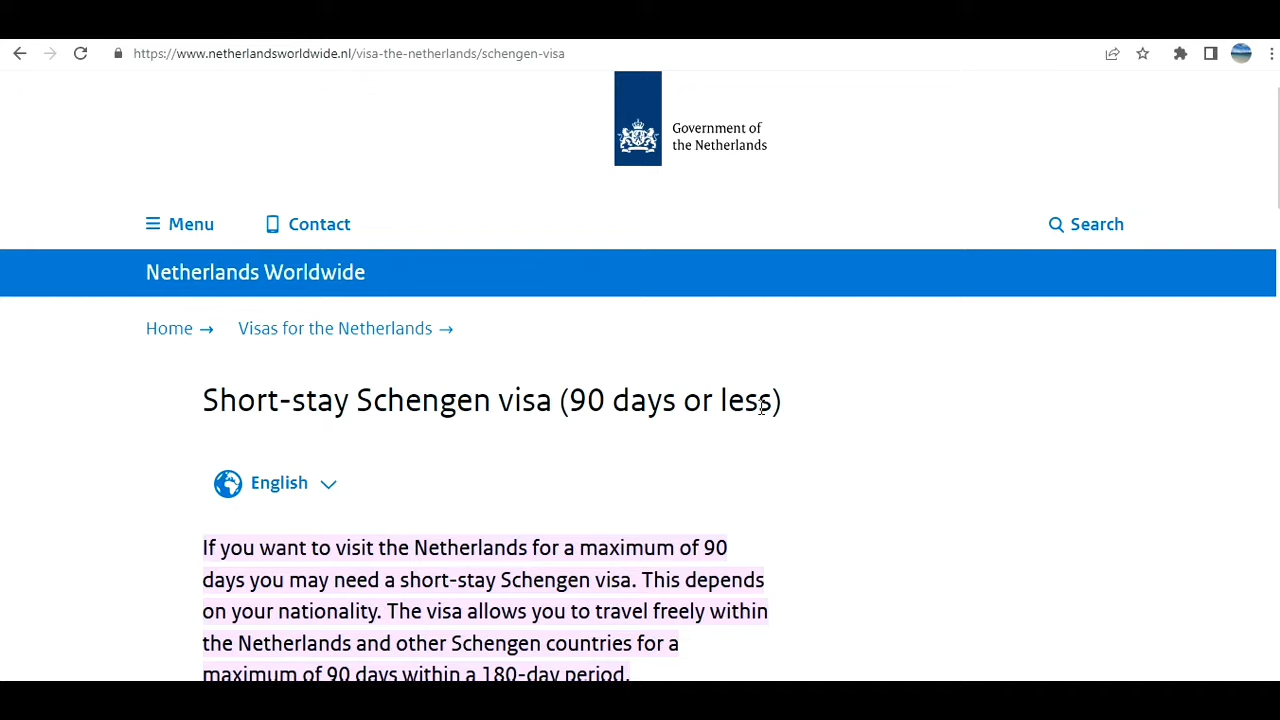 https://www.netherlandsworldwide.nl/visa-the-netherlands/schengen-visa
Government of
the Netherlands
Menu
Contact
Search
Netherlands Worldwide
Home →
Visas for the Netherlands →
Short-stay Schengen visa (90 days or less)
English
If you want to visit the Netherlands for a maximum of 90
days you may need a short-stay Schengen visa. This depends
on your nationality. The visa allows you to travel freely within
the Netherlands and other Schengen countries for a
maximum of 90 days within a 180-day period.